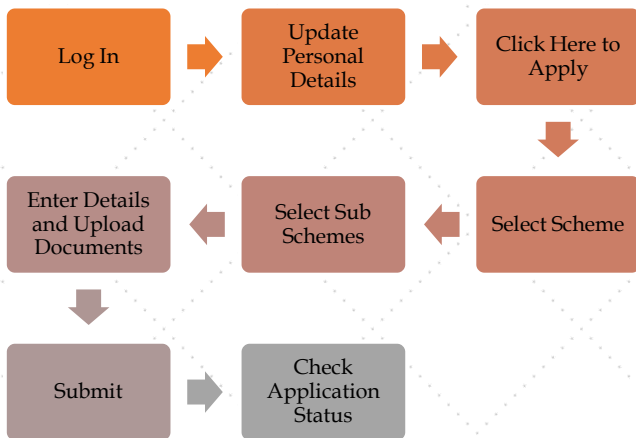 Log In
Update
Personal
Details
Click Here to
Apply
Select Scheme
Select Sub
Schemes
Enter Details
and Upload
Documents
Submit
Check
Application
Status